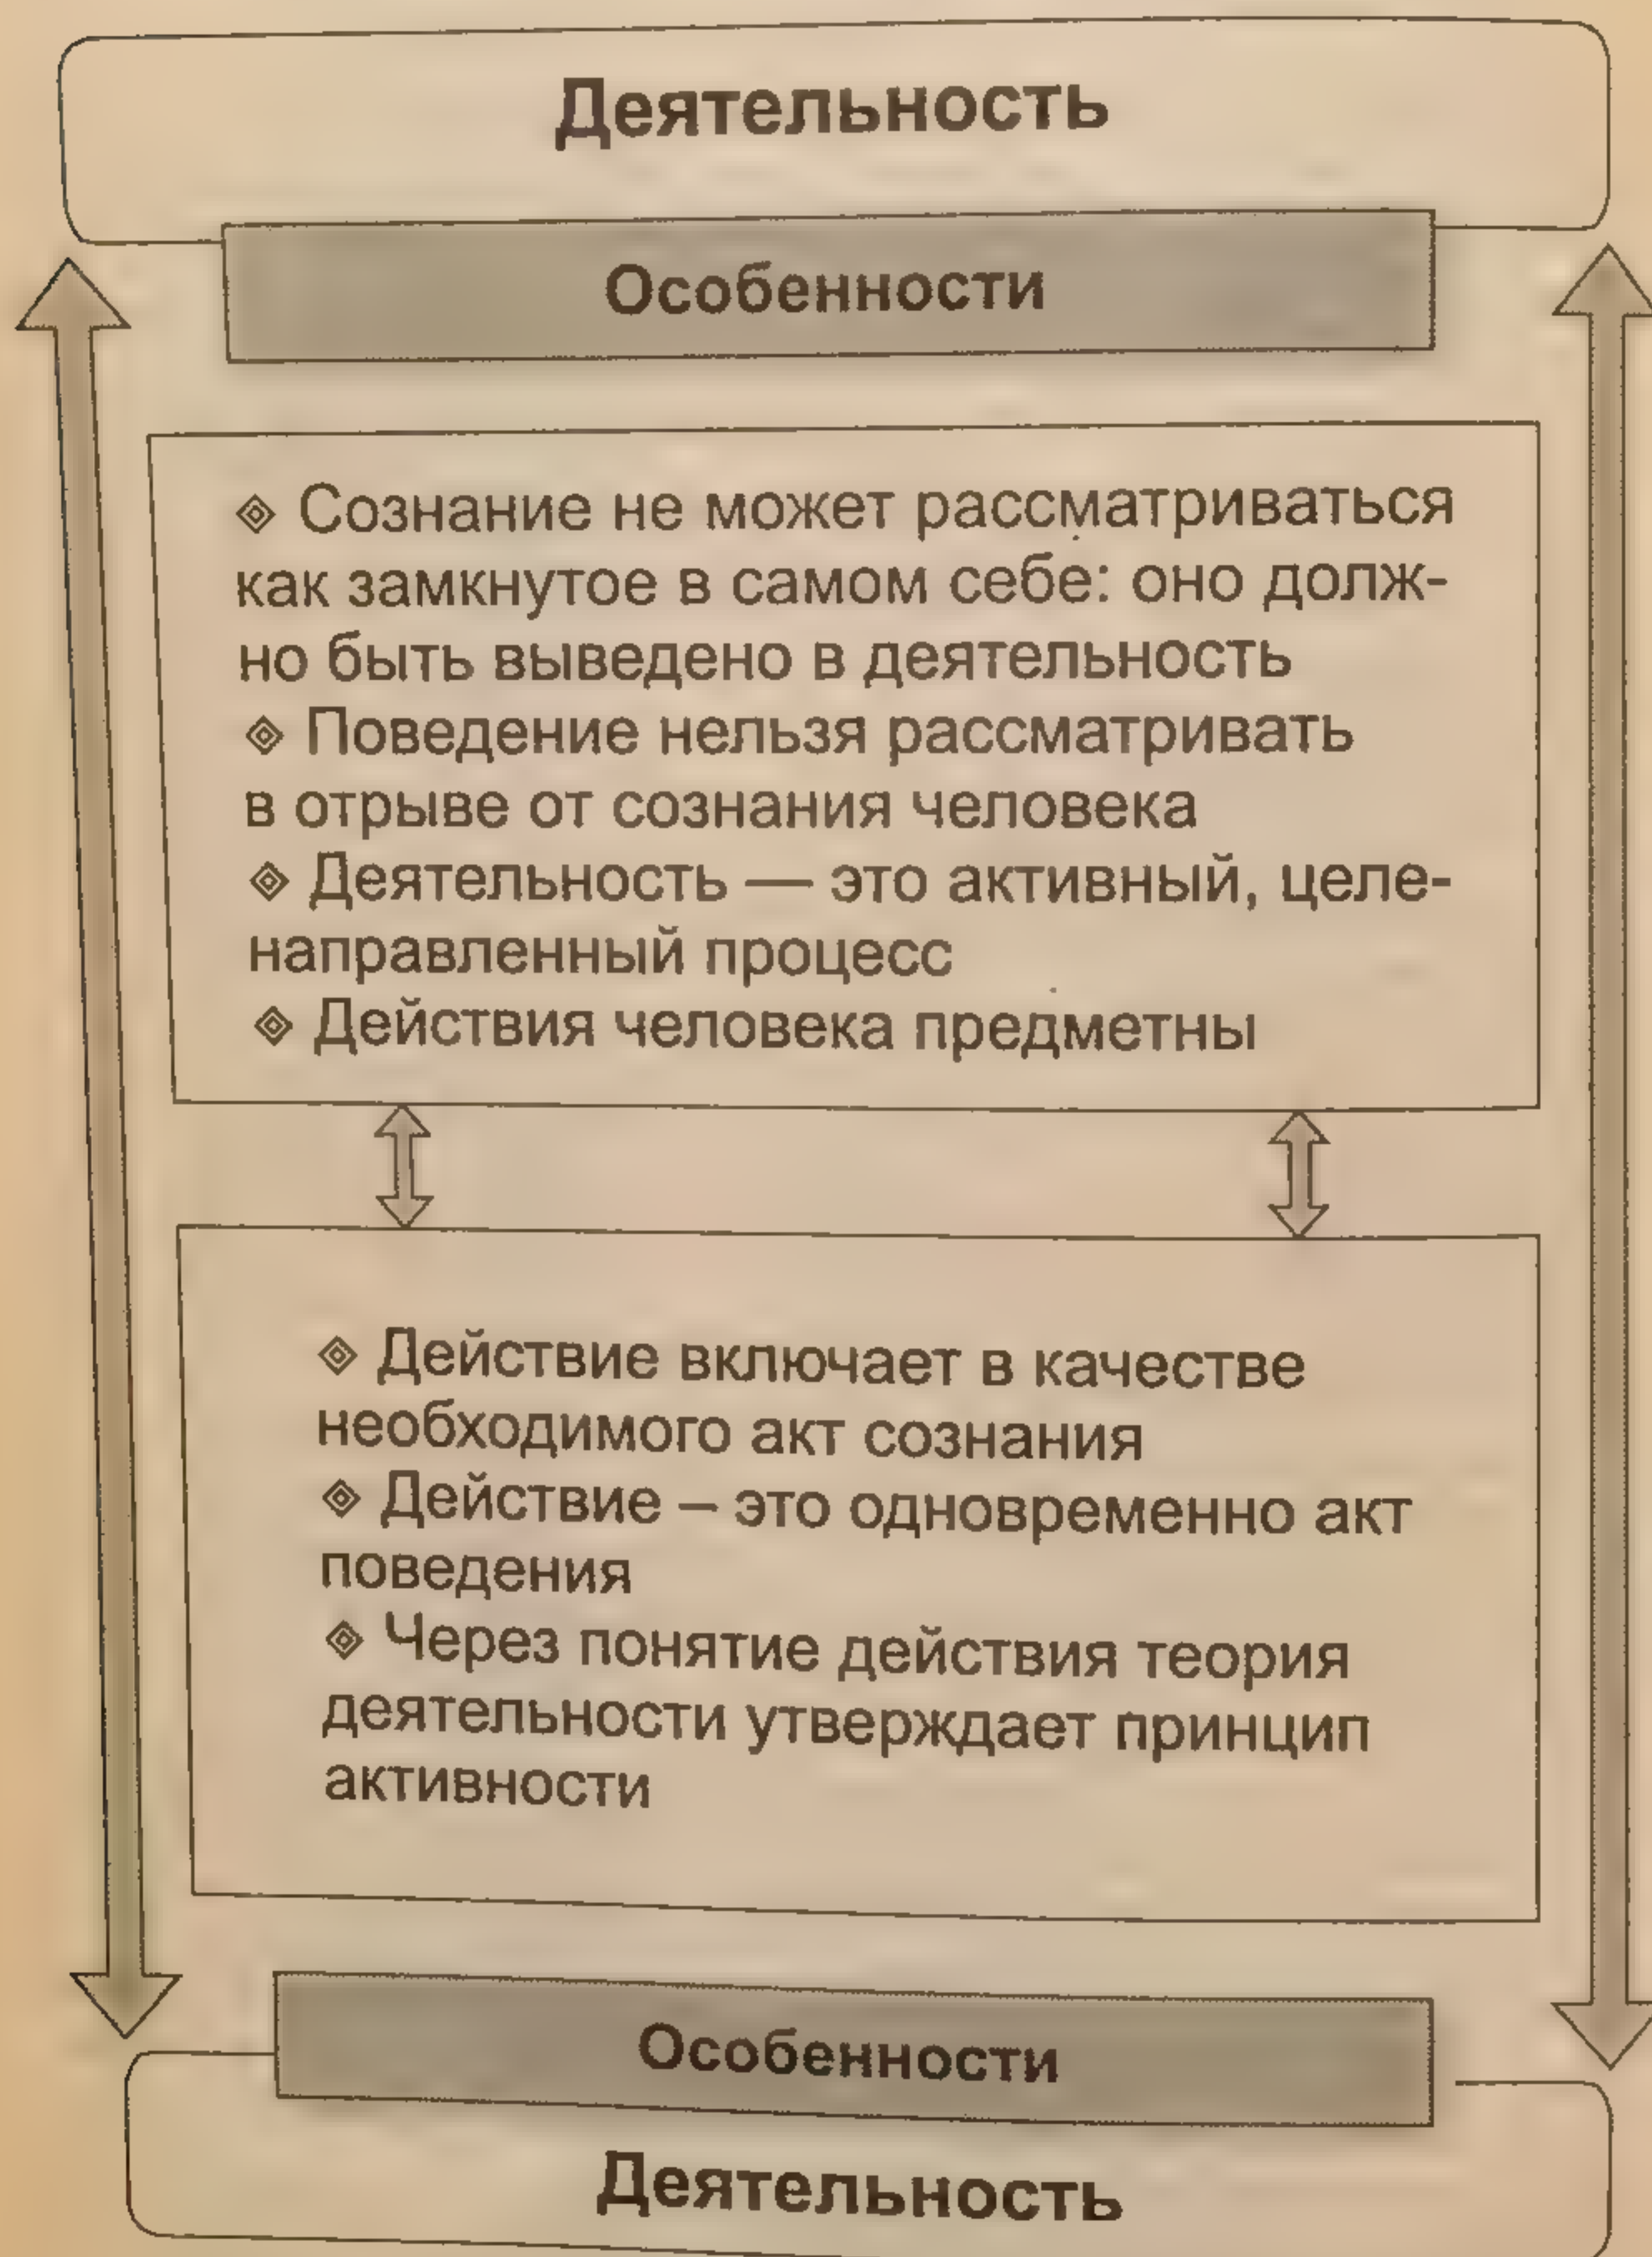 Деятельность
Особенности
Сознание не может рассматриваться
как замкнутое в самом себе: оно долж-
но быть выведено в деятельность
Поведение нельзя рассматривать
в отрыве от сознания человека
Деятельность — это активный, целе-
направленный процесс
Действия человека предметны
Действие включает в качестве
необходимого акт сознания
Действие – это одновременно акт
поведения
Через понятие действия теория
деятельности утверждает принцип
активности
Особенности
Деятельность